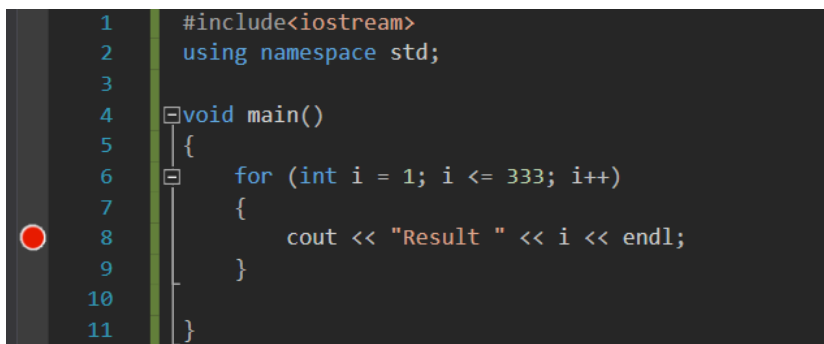 1 #include<iostream>
2 using namespace std;
3
4 void main()
5 {
6 for (int i = 1; i <= 333; i++)
7 {
8 cout << "Result " << i << endl;
9 }
10
11 }